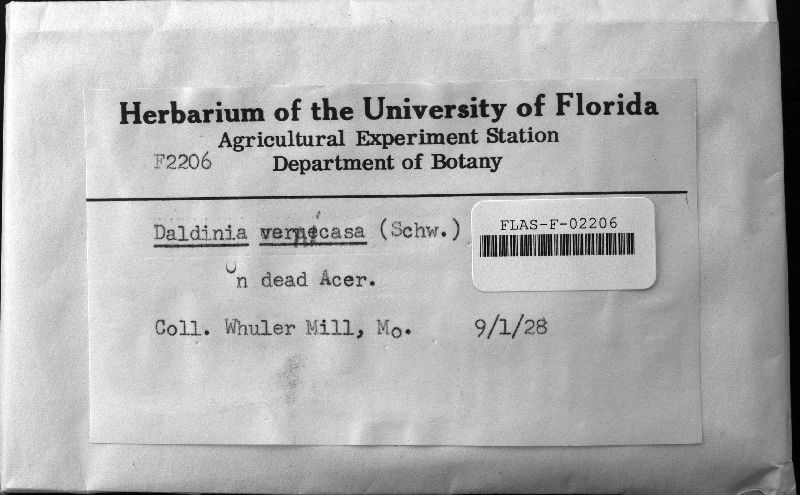 Herbarium of the University of Florida
Agricultural Experiment Station
F2206 Department of Botany
Daldinia (Schw.)
FLAS-F-02206
On dead Acer.
Coll. Whuler Mill, Mo. 9/1/28